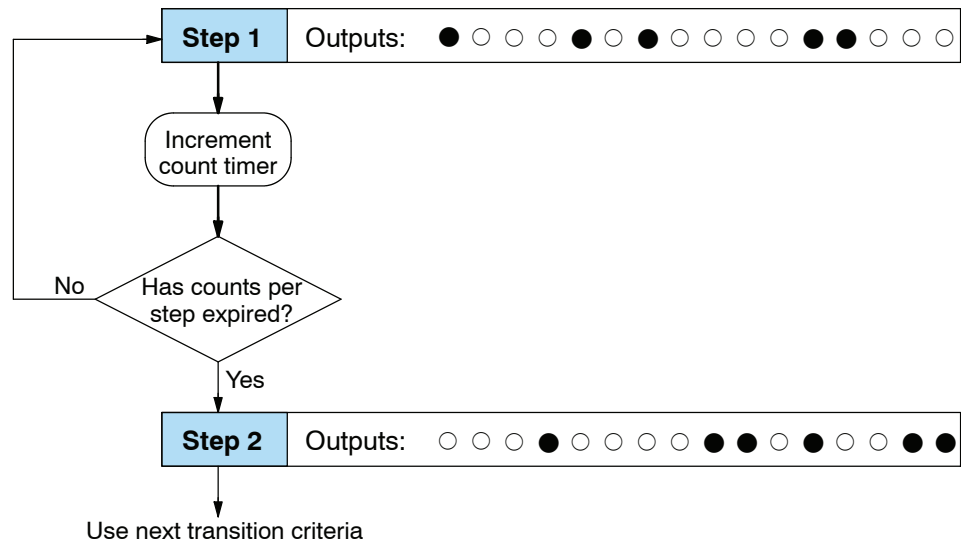 Step 1 Outputs:
Increment
count timer
No
Has counts per
step expired?
Yes
Step 2 Outputs:
Use next transition criteria